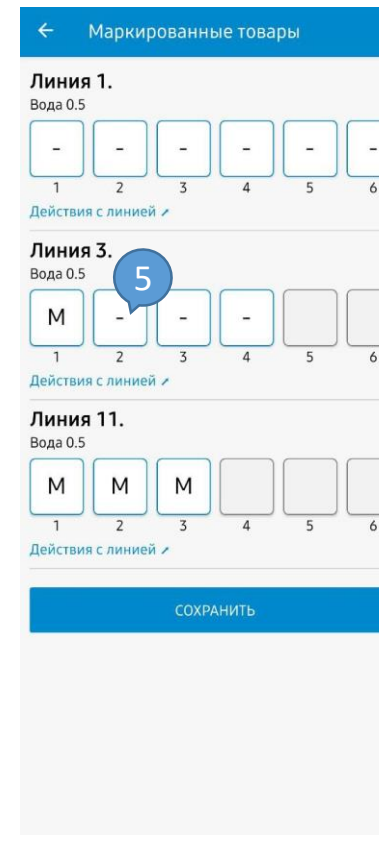 ← Маркированные товары
Линия 1.
Вода 0.5
- - - - - -
1 2 3 4 5 6
Действия с линией
Линия 3.
Вода 0.5
5
М - - -
1 2 3 4 5 6
Действия с линией
Линия 11.
Вода 0.5
М М М
1 2 3 4 5 6
Действия с линией
СОХРАНИТЬ